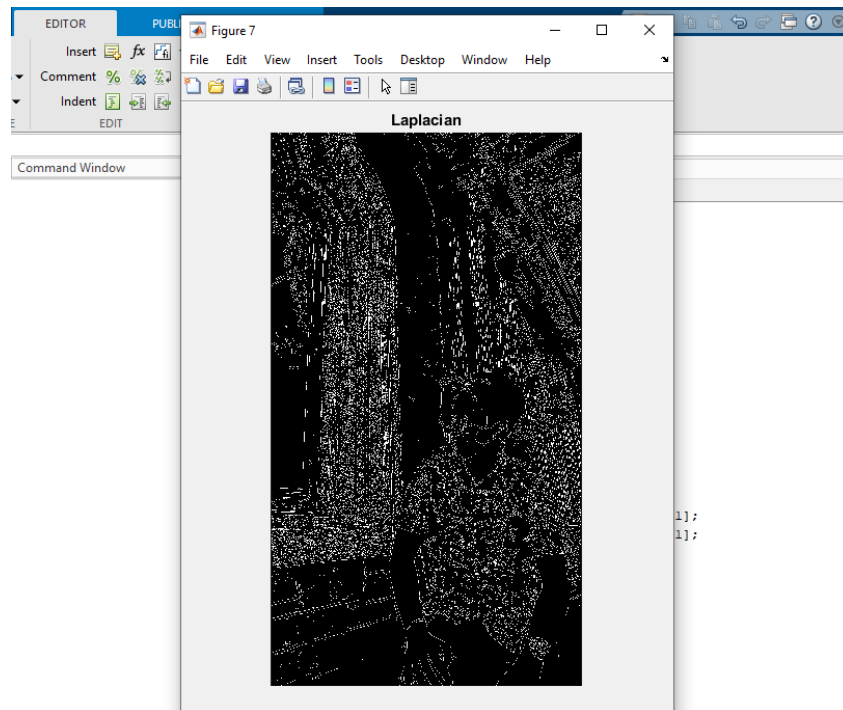 EDITOR
PUBL
Insert fx
Comment %
Indent
EDIT
Command Window
Figure 7
File Edit View Insert Tools Desktop Window Help
Laplacian
1];
1];